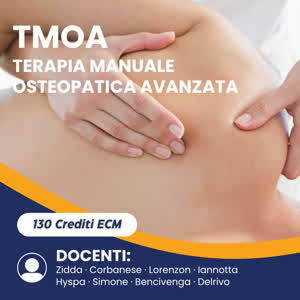 TMOA
TERAPIA MANUALE
OSTEOPATICA AVANZATA
130 Crediti ECM
DOCENTI:
Zidda · Corbanese · Lorenzon · Iannotta
Hyspa · Simone · Bencivenga · Delrivo